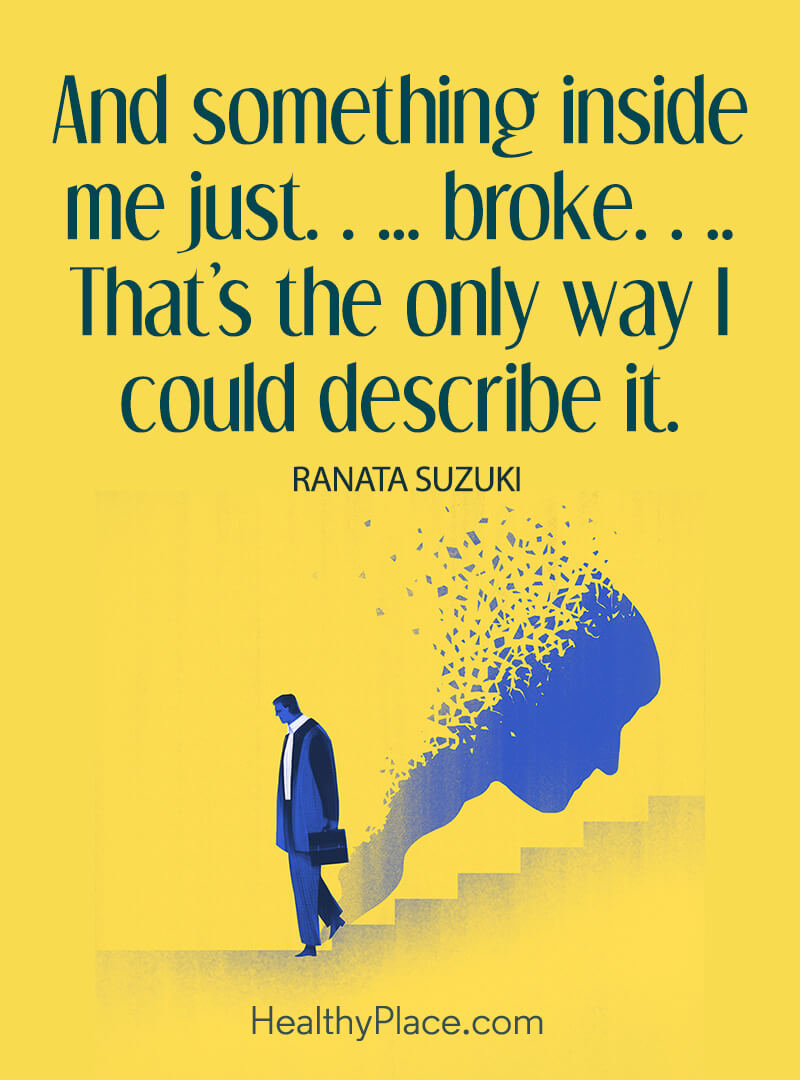 And something inside
me just. . ... broke. . ..
That's the only way I
could describe it.
RANATA SUZUKI
HealthyPlace.com